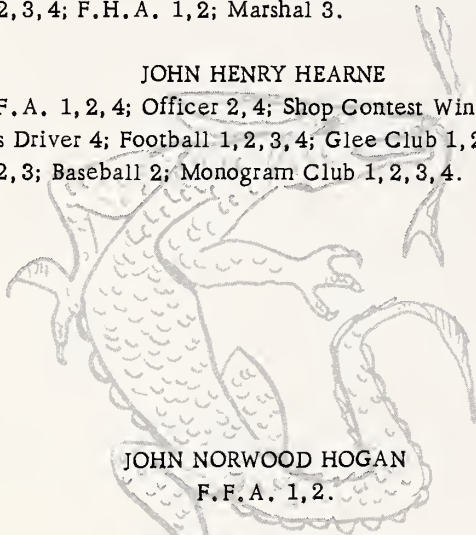 2,3,4; F.H.A. 1,2; Marshal 3.
JOHN HENRY HEARNE
F.A. 1,2,4; Officer 2, 4; Shop Contest Win
s Driver 4; Football 1,2,3,4; Glee Club 1,2
2,3; Baseball 2; Monogram Club 1,2,3,4.
JOHN NORWOOD HOGAN
F.F.A. 1,2.